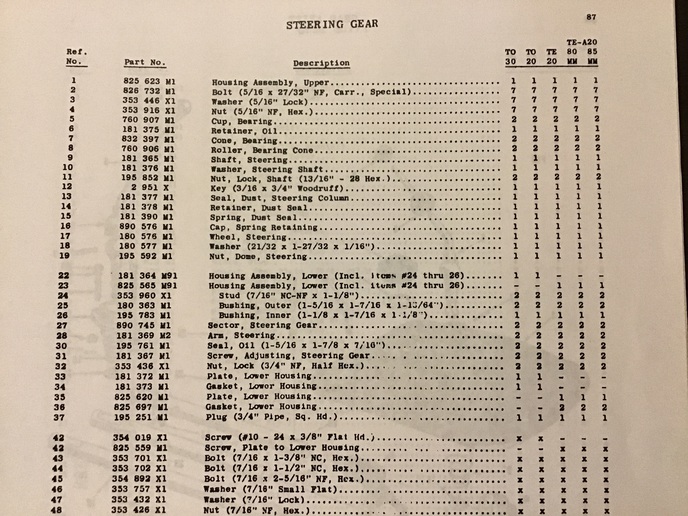 87
STEERING GEAR
TE-A20
Ref. TO TO TE 80 85
No. Part No. Description 30 20 20 MM MM
1 825 623 M1 Housing Assembly, Upper 1 1 1 1 1
2 826 732 M1 Bolt (5/16 x 27/32" NF, Carr., Special) 7 7 7 7 7
3 353 446 X1 Washer (5/16" Lock) 7 7 7 7 7
4 353 916 X1 Nut (5/16" NF, Hex.) 7 7 7 7 7
5 760 907 M1 Cup, Bearing 2 2 2 2 2
6 181 375 M1 Retainer, Oil 1 1 1 1 1
7 832 397 M1 Cone, Bearing 2 2 2 2 2
8 760 906 M1 Roller, Bearing Cone 2 2 2 2 2
9 181 365 M1 Shaft, Steering 1 1 1 1 1
10 181 376 M1 Washer, Steering Shaft 1 1 1 1 1
11 195 852 M1 Nut, Lock, Shaft (13/16" - 28 Hex.) 2 2 2 2 2
12 2 951 X Key (3/16 x 3/4" Woodruff) 1 1 1 1 1
13 181 377 M1 Seal, Dust, Steering Column 1 1 1 1 1
14 181 378 M1 Retainer, Dust Seal 1 1 1 1 1
15 181 390 M1 Spring, Dust Seal 1 1 1 1 1
16 890 576 M1 Cap, Spring Retaining 1 1 1 1 1
17 180 576 M1 Wheel, Steering 1 1 1 1 1
18 180 577 M1 Washer (21/32 x 1-27/32 x 1/16") 1 1 1 1 1
19 195 592 M1 Nut, Dome, Steering 1 1 1 1 1
22 181 364 M91 Housing Assembly, Lower (Incl. items #24 thru 26) 1 1 - - -
23 825 565 M91 Housing Assembly, Lower (Incl. items #24 thru 26) - - 1 1 1
24 353 960 X1 Stud (7/16" NC-NF x 1-1/8") 2 2 2 2 2
25 180 363 M1 Bushing, Outer (1-5/16 x 1-7/16 x 1-13/64") 2 2 2 2 2
26 195 783 M1 Bushing, Inner (1-1/8 x 1-7/16 x 1-1/8") 1 1 1 1 1
27 890 745 M1 Sector, Steering Gear 2 2 2 2 2
28 181 369 M2 Arm, Steering 2 2 2 2 2
30 195 761 M1 Seal, Oil (1-5/16 x 1-7/8 x 7/16") 2 2 2 2 2
31 181 367 M1 Screw, Adjusting, Steering Gear 2 2 2 2 2
32 353 436 X1 Nut, Lock (3/4" NF, Half Hex.) 2 2 2 2 2
33 181 372 M1 Plate, Lower Housing 1 1 - - -
34 181 373 M1 Gasket, Lower Housing 1 1 - - -
35 825 620 M1 Plate, Lower Housing - - 1 1 1
36 825 697 M1 Gasket, Lower Housing - - 2 2 2
37 195 251 M1 Plug (3/4" Pipe, Sq. Hd.) 1 1 1 1 1
42 354 019 X1 Screw (#10 - 24 x 3/8" Flat Hd.) x x - - -
42 825 559 M1 Screw, Plate to Lower Housing - - x x x
43 353 701 X1 Bolt (7/16 x 1-3/8" NC, Hex.) x x x x x
44 353 702 X1 Bolt (7/16 x 1-1/2" NC, Hex.) x x x x x
45 354 892 X1 Bolt (7/16 x 2-5/16" NF, Hex.) x x x x x
46 353 757 X1 Washer (7/16" Small Flat) x x x x x
47 353 432 X1 Washer (7/16" Lock) x x x x x
48 353 426 X1 Nut (7/16" NF, Hex.) x x x x x